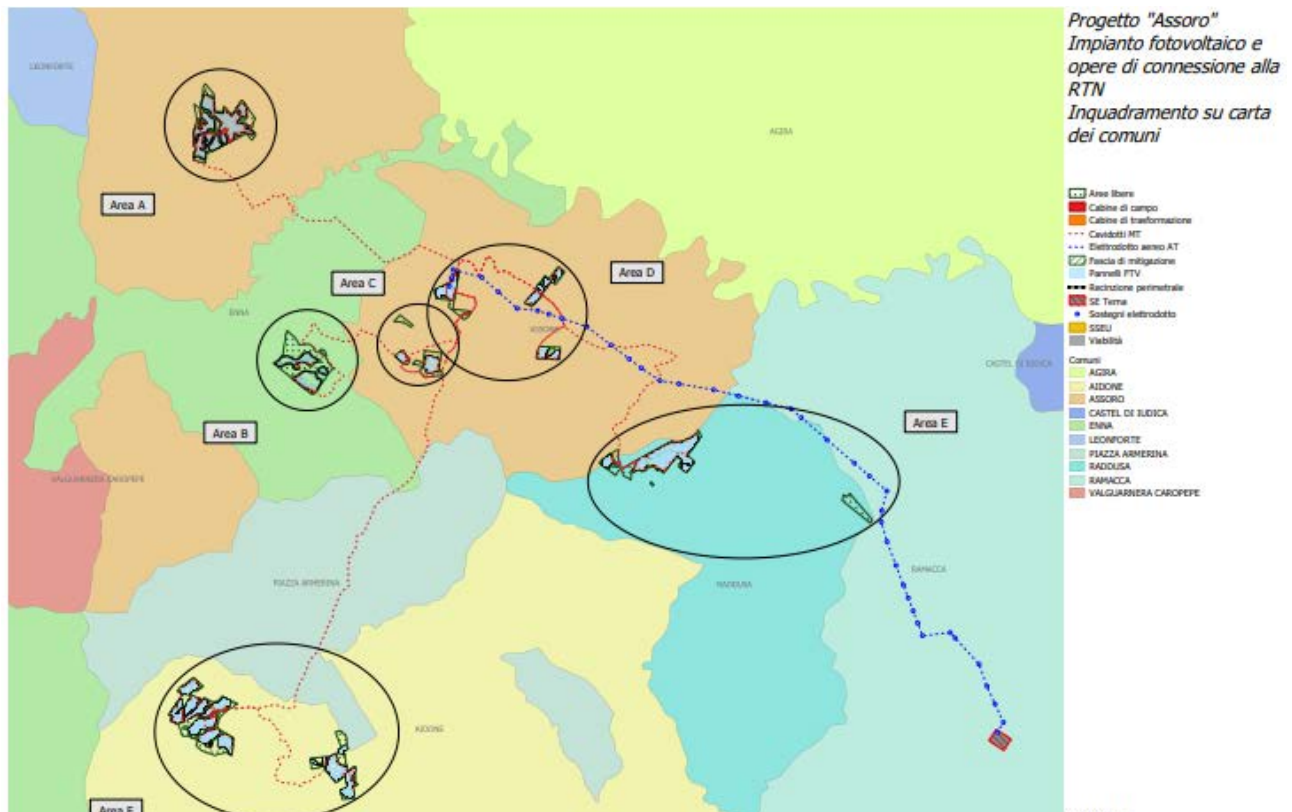 Progetto "Assoro"
Impianto fotovoltaico e
opere di connessione alla
RTN
Inquadramento su carta
dei comuni
Aree libere
Cabine di campo
Cabine di trasformazione
Cavidotti MT
Elettrodotto aereo AT
Fascia di mitigazione
Pannelli FTV
Recinzione perimetrale
SE Terna
Sostegni elettrodotto
SSEU
Viabilità
Comuni
AGIRA
AIDONE
ASSORO
CASTEL DI IUDICA
ENNA
LEONFORTE
PIAZZA ARMERINA
RADDUSA
RAMACCA
VALGUARNERA CAROPEPE
LEONFORTE
AGIRA
Area A
Area D
Area C
ENNA
ASSORO
CASTEL DI IUDICA
Area B
Area E
VALGUARNERA CAROPEPE
RAMACCA
PIAZZA ARMERINA
RADDUSA
AIDONE